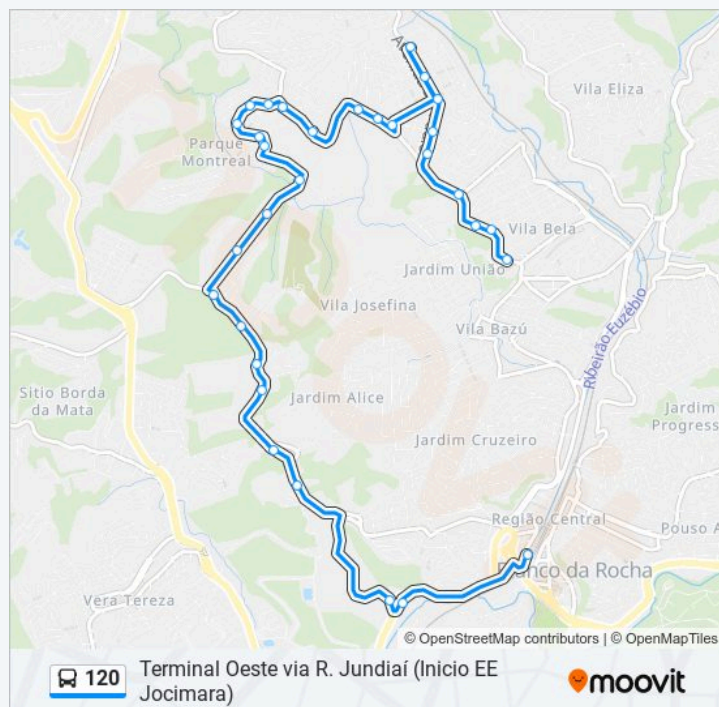 Vila Eliza
Parque
Montreal
Vila Bela
Jardim União
Ribeirão Euzébio
Vila Josefina
Vila Bazú
Sitio Borda
da Mata
Jardim Alice
Jardim
Progress
Jardim Cruzeiro
Região Central
Pouso A
Franco da Rocha
Vera Tereza
© OpenStreetMap contributors | © OpenMapTiles
120
Terminal Oeste via R. Jundiaí (Inicio EE
Jocimara)
moovit